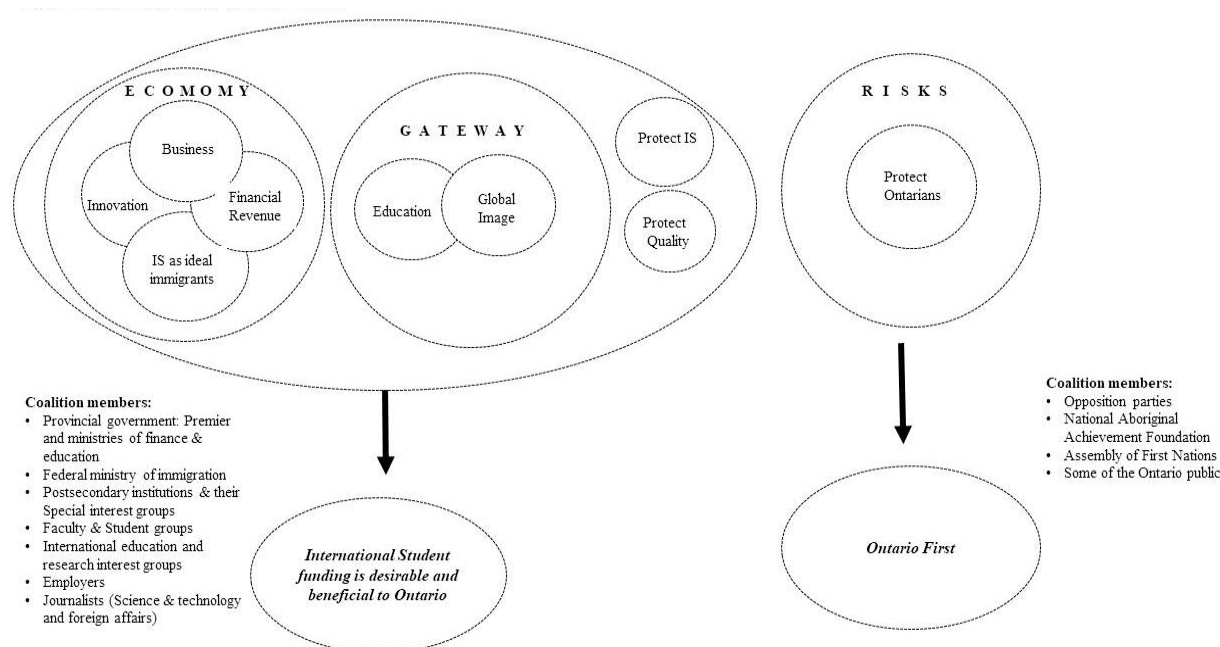 E C O M O M Y
Business
Innovation
Financial
Revenue
IS as ideal
immigrants
G A T E W A Y
Education
Global
Image
Protect IS
Protect
Quality
R I S K S
Protect
Ontarians
Coalition members:
• Provincial government: Premier
and ministries of finance &
education
• Federal ministry of immigration
• Postsecondary institutions & their
Special interest groups
• Faculty & Student groups
• International education and
research interest groups
• Employers
• Journalists (Science & technology
and foreign affairs)
International Student
funding is desirable and
beneficial to Ontario
Ontario First
Coalition members:
• Opposition parties
• National Aboriginal
Achievement Foundation
• Assembly of First Nations
• Some of the Ontario public